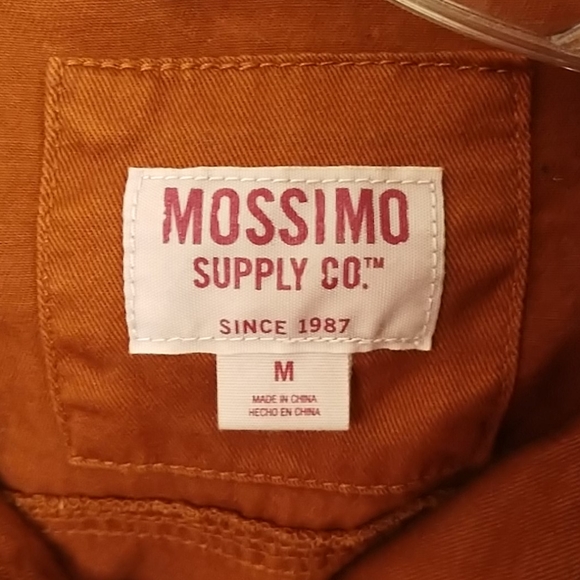 MOSSIMO
SUPPLY CO.™
SINCE 1987
M
MADE IN CHINA
HECHO EN CHINA